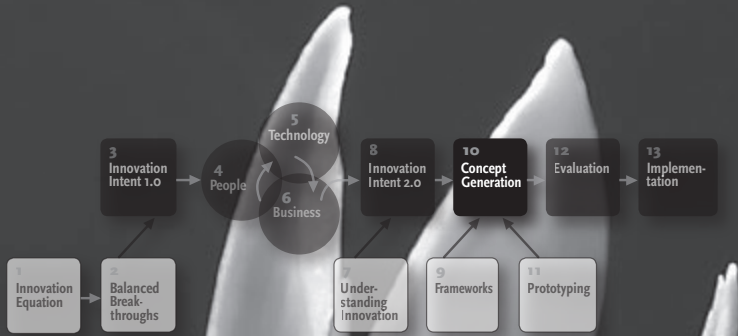 5
Technology
3
Innovation
Intent 1.0
4
People
6
Business
8
Innovation
Intent 2.0
10
Concept
Generation
12
Evaluation
13
Implemen-
tation
1
Innovation
Equation
2
Balanced
Break-
throughs
7
Under-
standing
Innovation
9
Frameworks
11
Prototyping